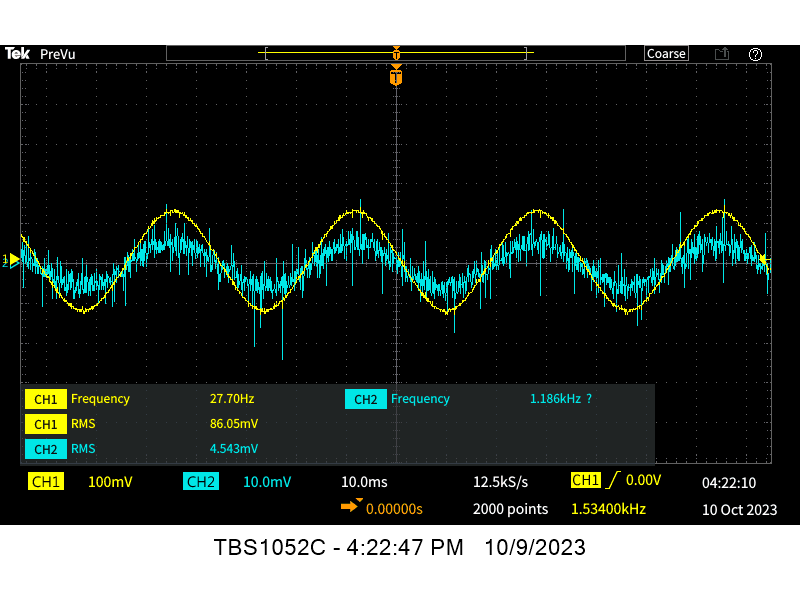 Tek PreVu Coarse
T
T
1
CH1 Frequency 27.70Hz CH2 Frequency 1.186kHz ?
CH1 RMS 86.05mV
CH2 RMS 4.543mV
CH1 100mV CH2 10.0mV 10.0ms 12.5kS/s CH1 0.00V 04:22:10
0.00000s 2000 points 1.53400kHz 10 Oct 2023
TBS1052C - 4:22:47 PM 10/9/2023